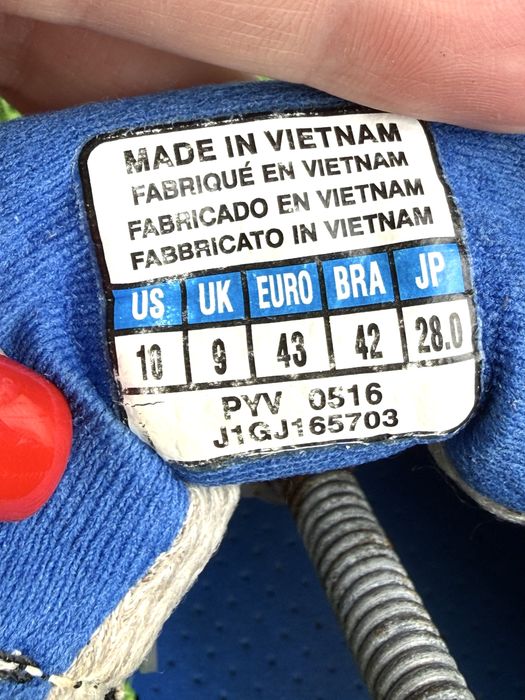 MADE IN VIETNAM
FABRIQUÉ EN VIETNAM
FABRICADO EN VIETNAM
FABBRICATO IN VIETNAM
US UK EURO BRA JP
10 9 43 42 28.0
PYV 0516
J1GJ165703